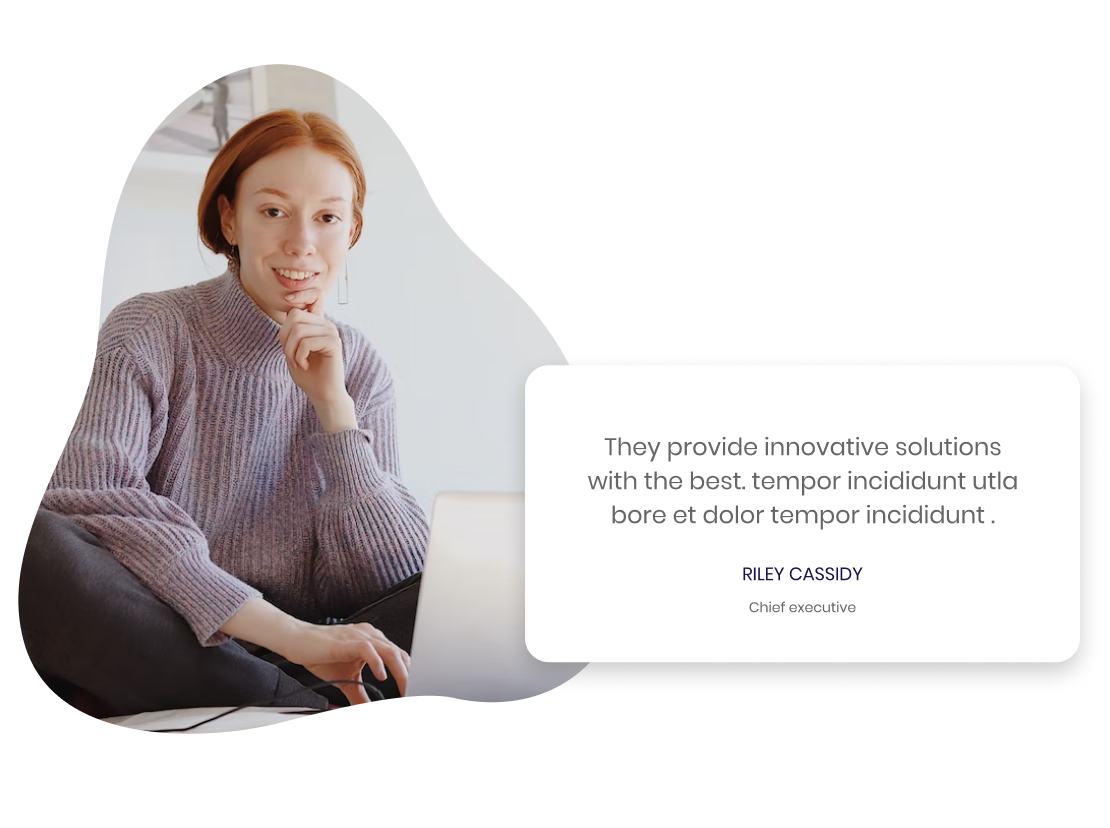 They provide innovative solutions
with the best. tempor incididunt utla
bore et dolor tempor incididunt .
RILEY CASSIDY
Chief executive